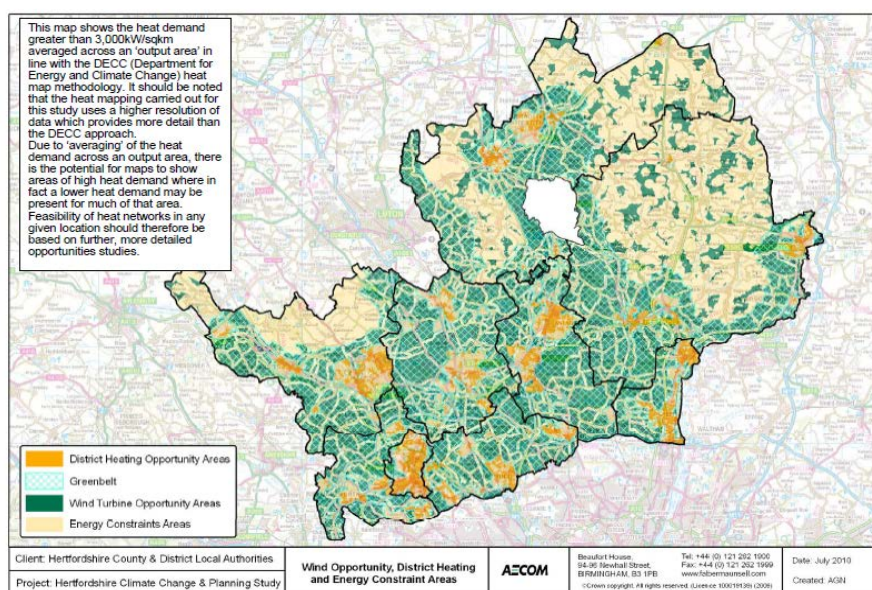 This map shows the heat demand
greater than 3,000kW/sqkm
averaged across an 'output area' in
line with the DECC (Department for
Energy and Climate Change) heat
map methodology. It should be noted
that the heat mapping carried out for
this study uses a higher resolution of
data which provides more detail than
the DECC approach.
Due to 'averaging' of the heat
demand across an output area, there
is the potential for maps to show
areas of high heat demand where in
fact a lower heat demand may be
present for much of that area.
Feasibility of heat networks in any
given location should therefore be
based on further, more detailed
opportunities studies.
LUTON
District Heating Opportunity Areas
Greenbelt
Wind Turbine Opportunity Areas
Energy Constraints Areas
Client: Hertfordshire County & District Local Authorities
Project: Hertfordshire Climate Change & Planning Study
Wind Opportunity, District Heating
and Energy Constraint Areas
AECOM
Beaufort House,
94-96 Newhall Street,
BIRMINGHAM, B3 1PB
Tel: +44 (0) 121 262 1900
Fax: +44 (0) 121 262 1999
www.fabermaunsell.com
©Crown copyright. All rights reserved. (Licence 100019139) (2008)
Date: July 2010
Created: AGN